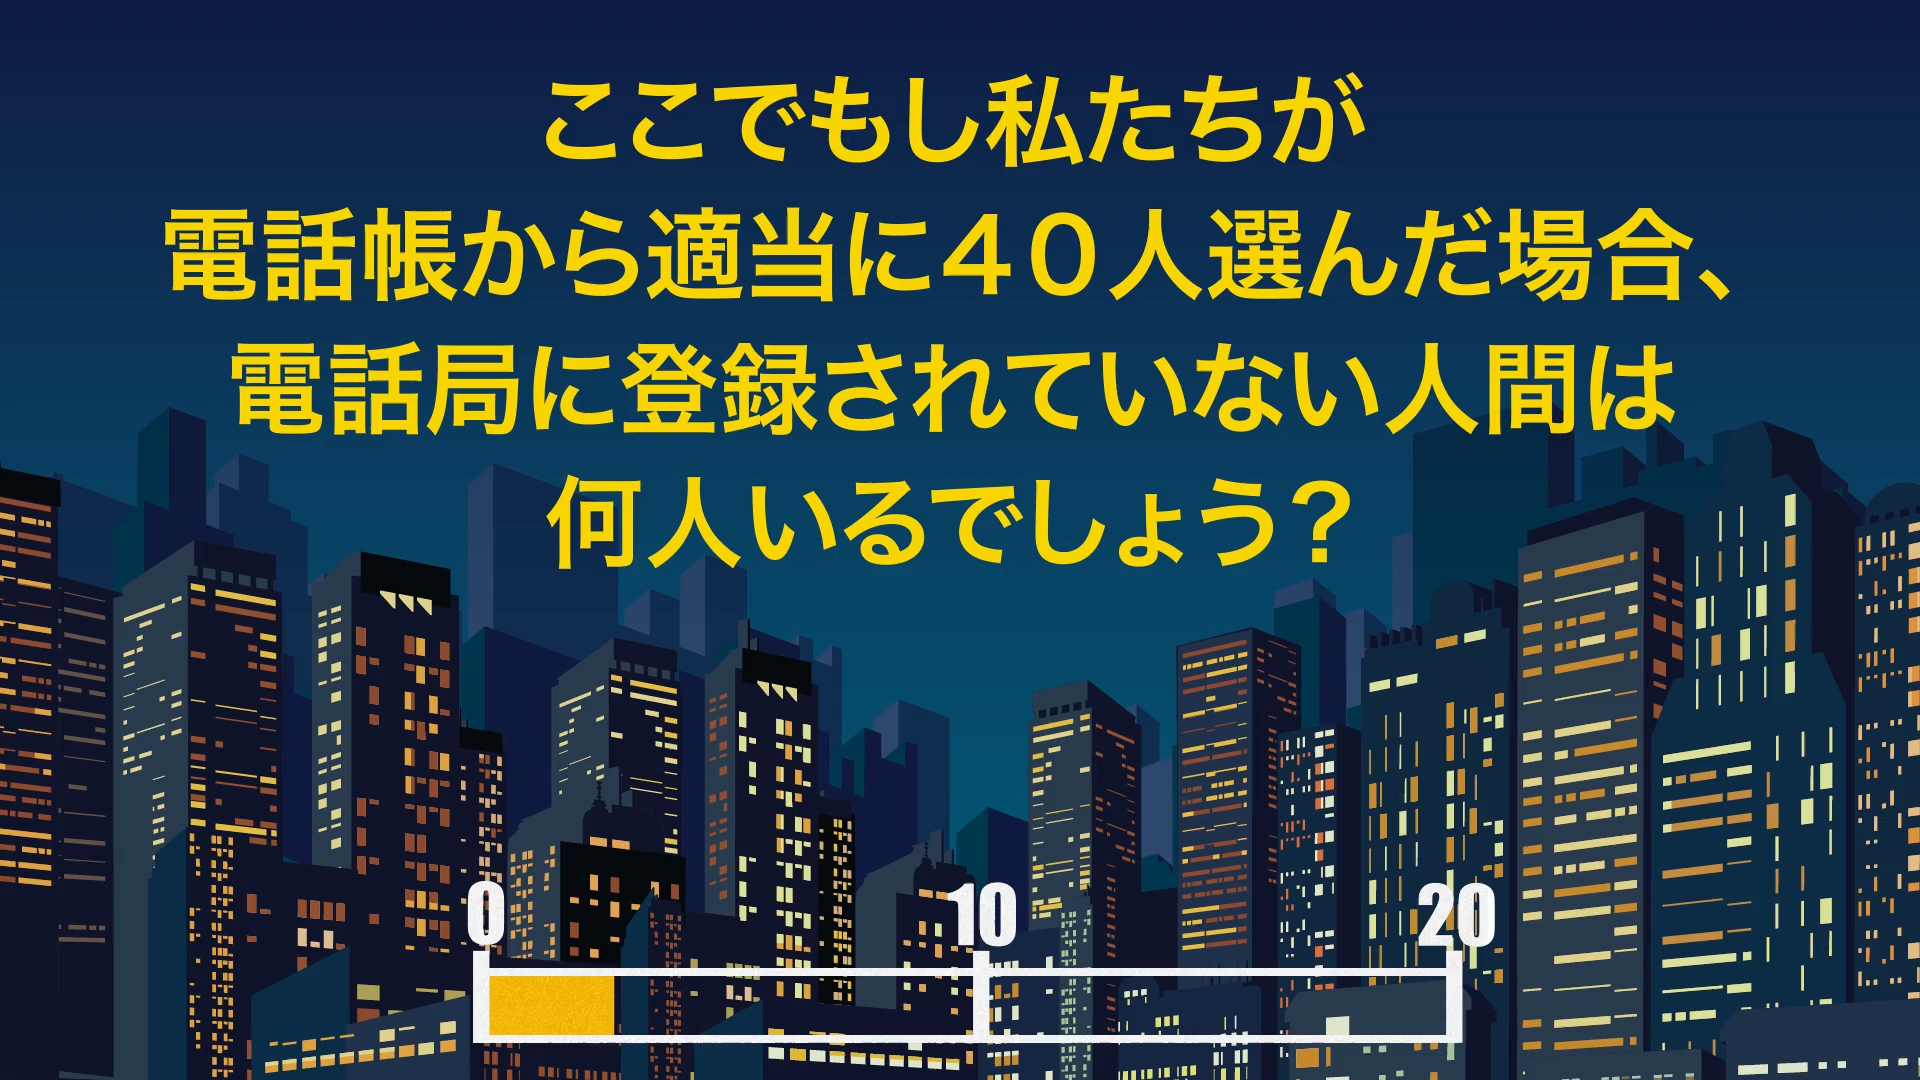 ここでもし私たちが
電話帳から適当に４０人選んだ場合、
電話局に登録されていない人間は
何人いるでしょう？
0 10 20